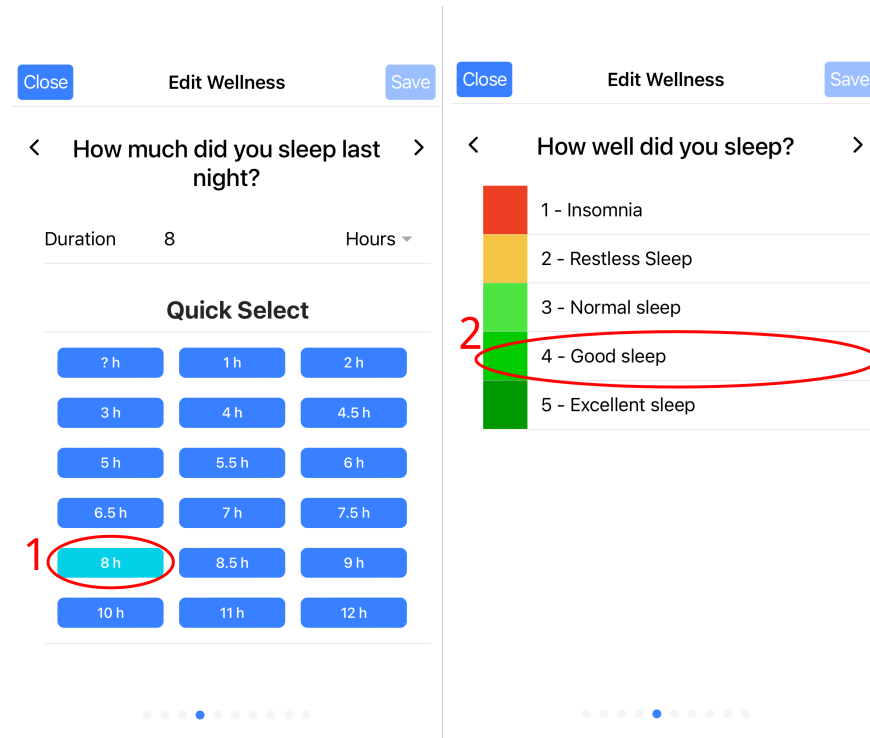 Close Edit Wellness Save
How much did you sleep last
night?
Duration 8 Hours
Quick Select
? h 1 h 2 h
3 h 4 h 4.5 h
5 h 5.5 h 6 h
6.5 h 7 h 7.5 h
1 8 h 8.5 h 9 h
10 h 11 h 12 h
Close Edit Wellness Save
How well did you sleep?
1 - Insomnia
2 - Restless Sleep
3 - Normal sleep
2
4 - Good sleep
5 - Excellent sleep